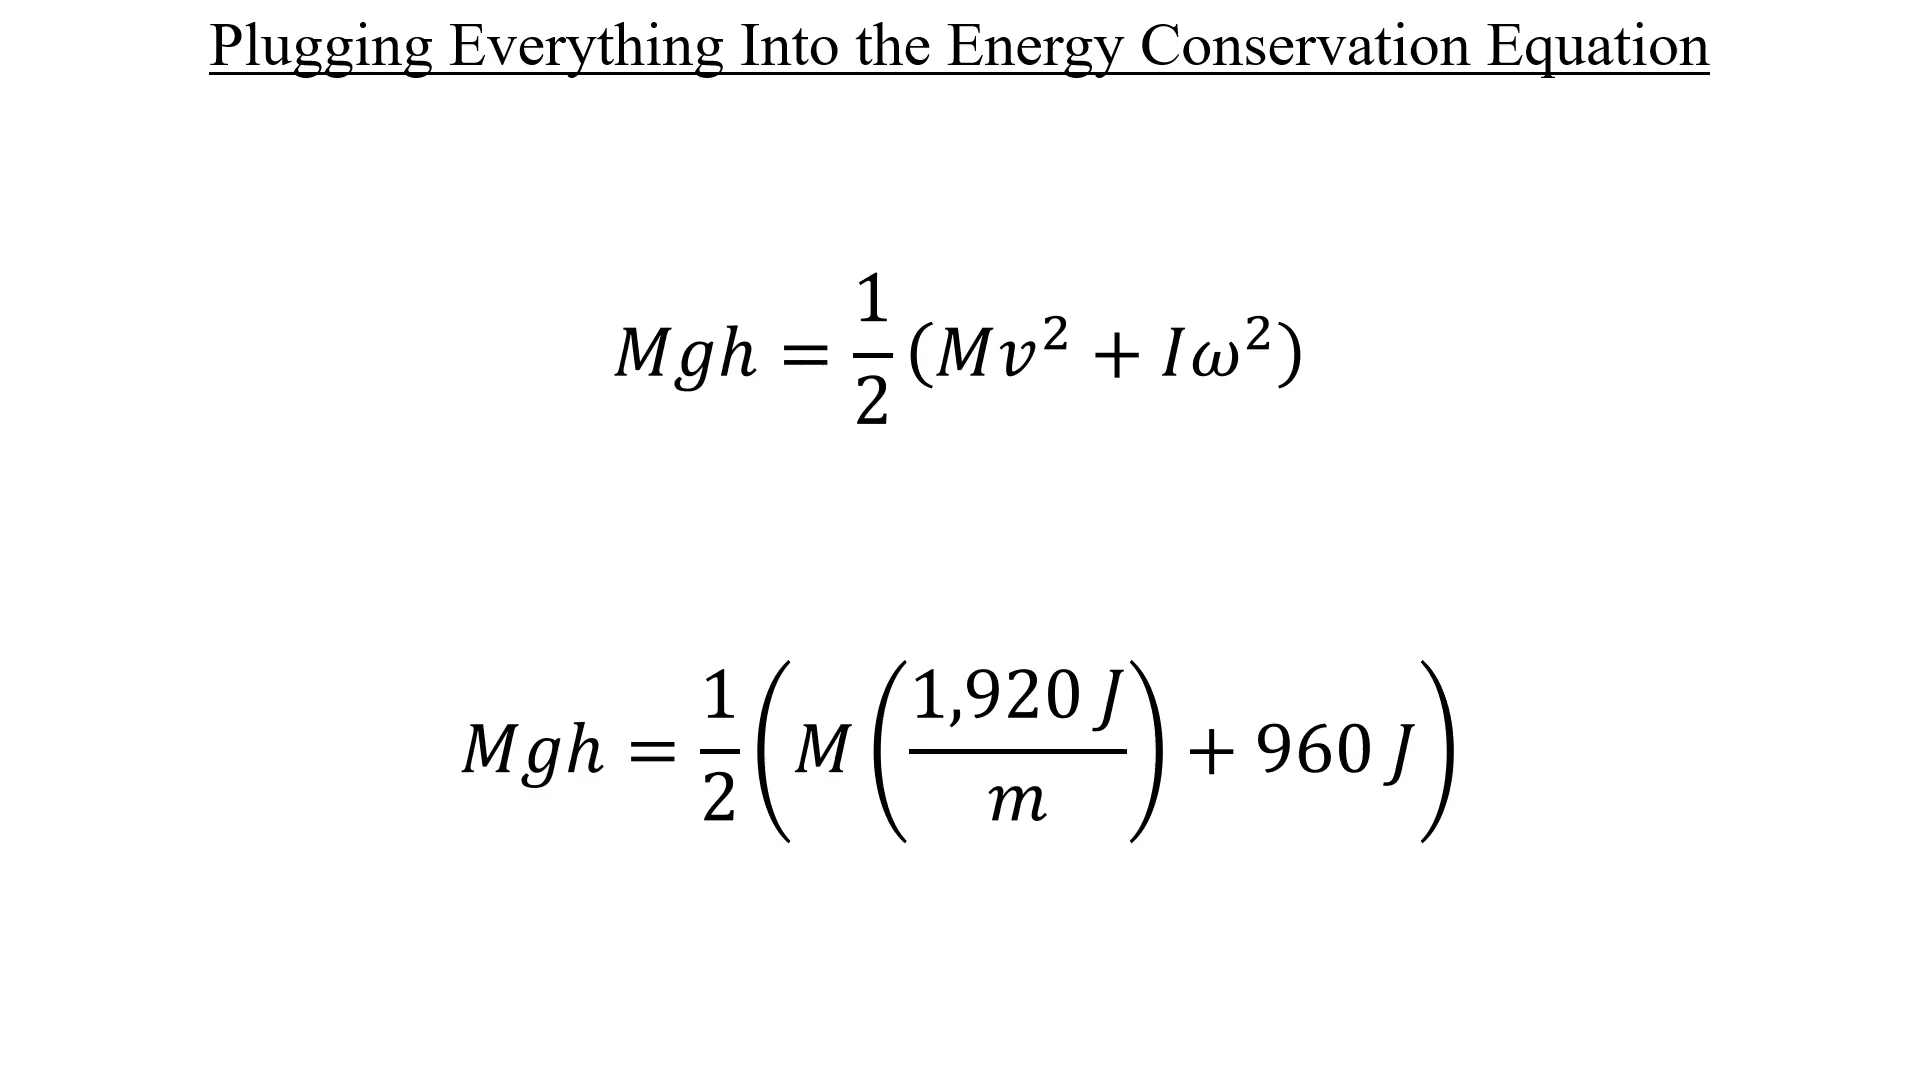 Plugging Everything Into the Energy Conservation Equation
𝑀𝑔ℎ = 1/2 (𝑀𝑣² + 𝐼𝜔²)
𝑀𝑔ℎ = 1/2 (𝑀 (1,920 𝐽/𝑚) + 960 𝐽)